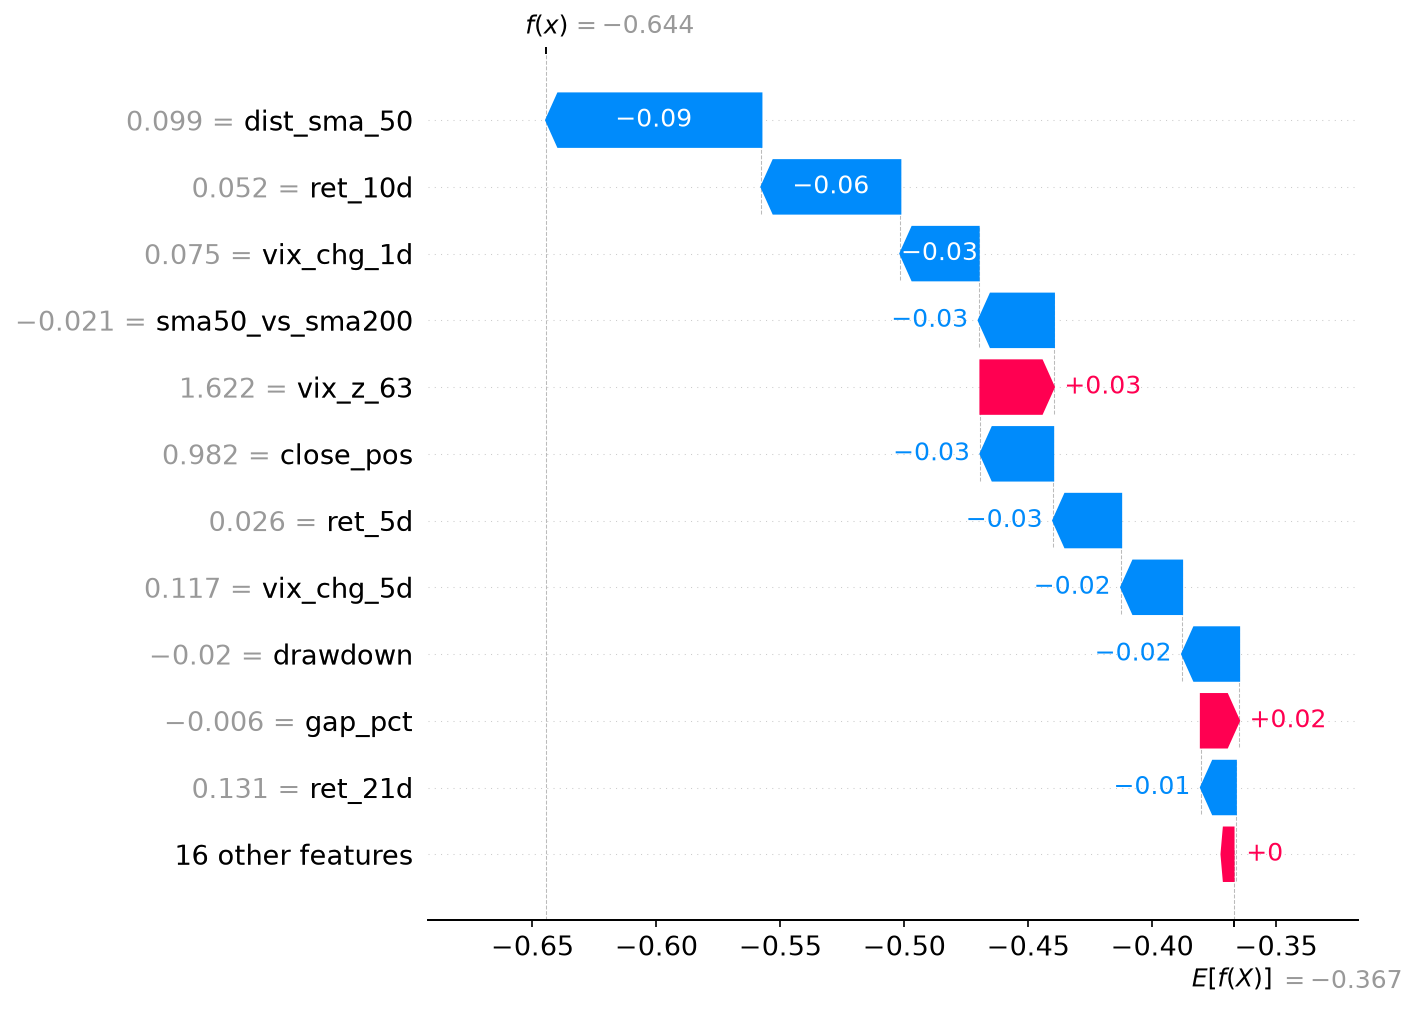 f(x) = −0.644
0.099 = dist_sma_50
−0.09
0.052 = ret_10d
−0.06
0.075 = vix_chg_1d
−0.03
−0.021 = sma50_vs_sma200
−0.03
1.622 = vix_z_63
+0.03
0.982 = close_pos
−0.03
0.026 = ret_5d
−0.03
0.117 = vix_chg_5d
−0.02
−0.02 = drawdown
−0.02
−0.006 = gap_pct
+0.02
0.131 = ret_21d
−0.01
16 other features
+0
−0.65 −0.60 −0.55 −0.50 −0.45 −0.40 −0.35
E[f(X)] = −0.367